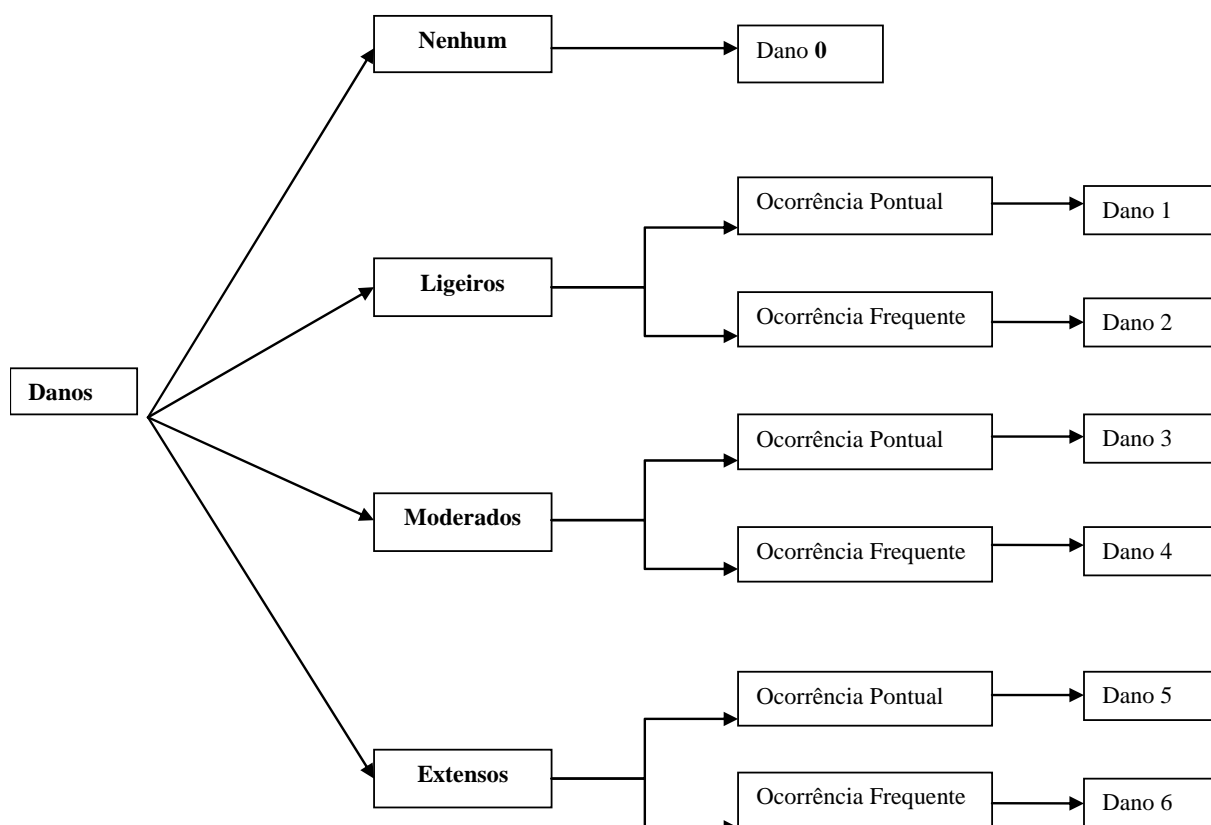 Nenhum
Dano 0
Ocorrência Pontual
Dano 1
Ligeiros
Ocorrência Frequente
Dano 2
Danos
Ocorrência Pontual
Dano 3
Moderados
Ocorrência Frequente
Dano 4
Ocorrência Pontual
Dano 5
Extensos
Ocorrência Frequente
Dano 6